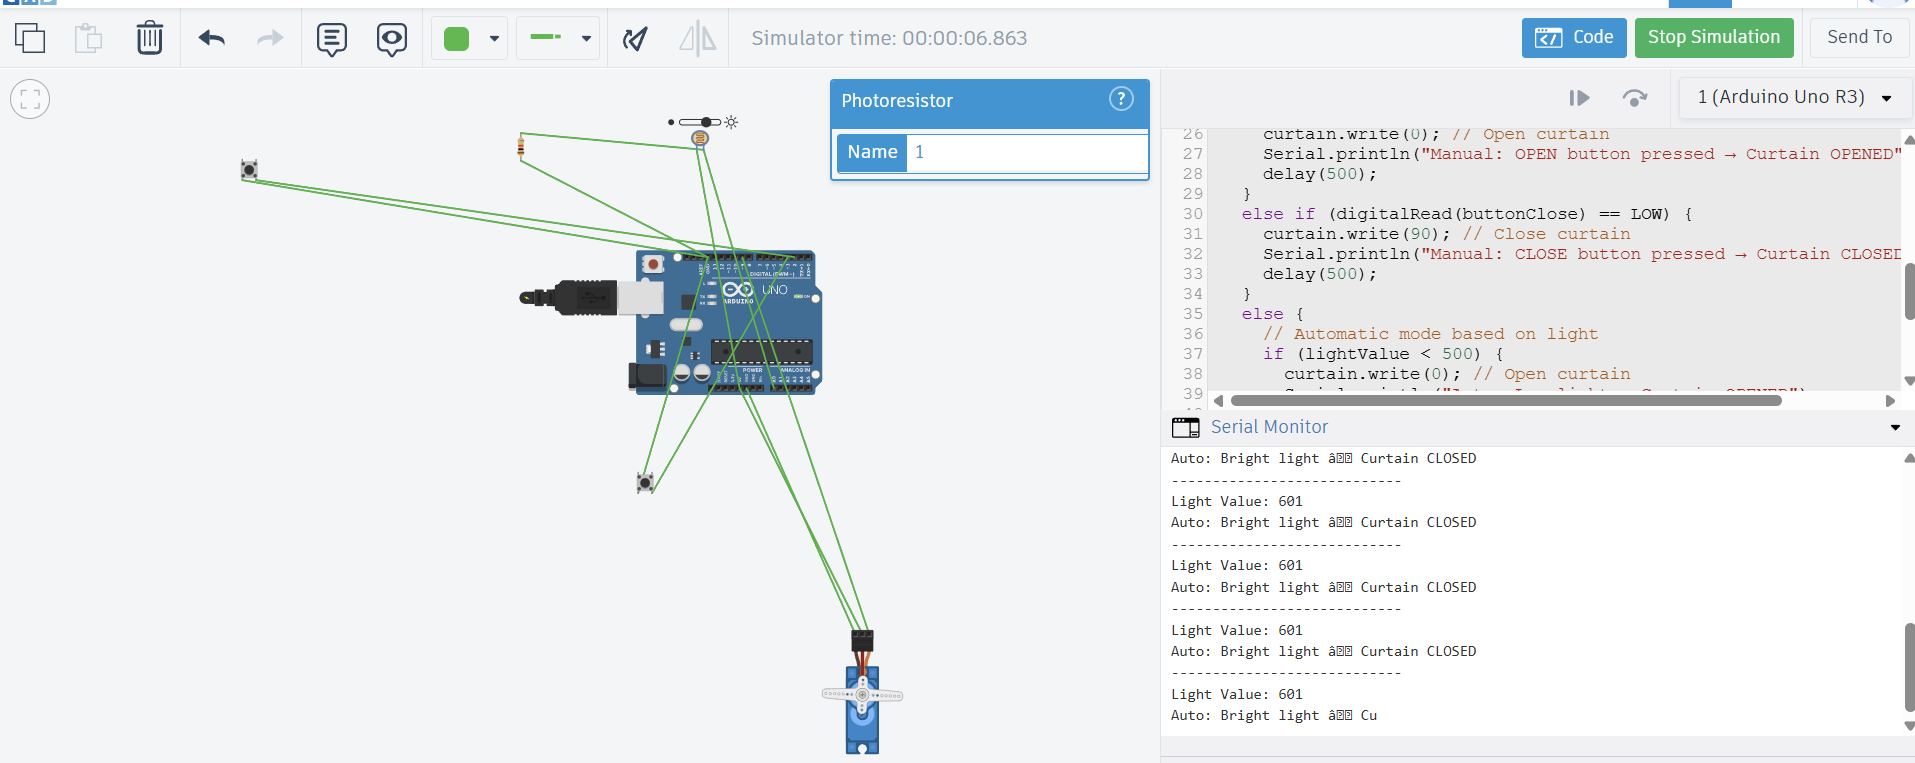 Simulator time: 00:00:06.863
Code
Stop Simulation
Send To
Photoresistor
?
Name 1
1 (Arduino Uno R3)
26 curtain.write(0); // Open curtain
27 Serial.println("Manual: OPEN button pressed → Curtain OPENED"
28 delay(500);
29 }
30 else if (digitalRead(buttonClose) == LOW) {
31 curtain.write(90); // Close curtain
32 Serial.println("Manual: CLOSE button pressed → Curtain CLOSED
33 delay(500);
34 }
35 else {
36 // Automatic mode based on light
37 if (lightValue < 500) {
38 curtain.write(0); // Open curtain
39
DIGITAL (PWM~)
UNO
ARDUINO
POWER
ANALOG IN
Serial Monitor
Auto: Bright light â Curtain CLOSED
----------------------------
Light Value: 601
Auto: Bright light â Curtain CLOSED
----------------------------
Light Value: 601
Auto: Bright light â Curtain CLOSED
----------------------------
Light Value: 601
Auto: Bright light â Curtain CLOSED
----------------------------
Light Value: 601
Auto: Bright light â Cu